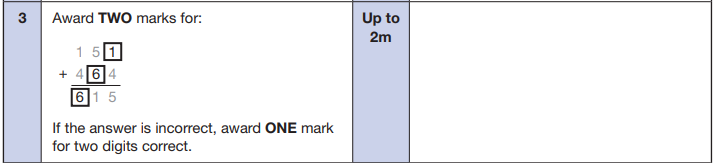 3
Award TWO marks for:
1 5 1
+ 4 6 4
6 1 5
If the answer is incorrect, award ONE mark
for two digits correct.
Up to
2m